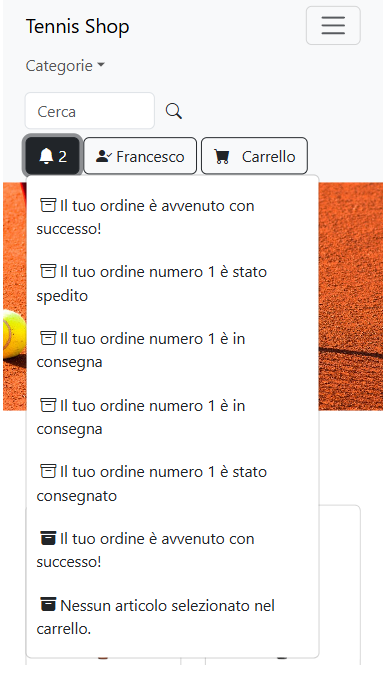 Tennis Shop
Categorie
Cerca
2 Francesco Carrello
Il tuo ordine è avvenuto con
successo!
Il tuo ordine numero 1 è stato
spedito
Il tuo ordine numero 1 è in
consegna
Il tuo ordine numero 1 è in
consegna
Il tuo ordine numero 1 è stato
consegnato
Il tuo ordine è avvenuto con
successo!
Nessun articolo selezionato nel
carrello.